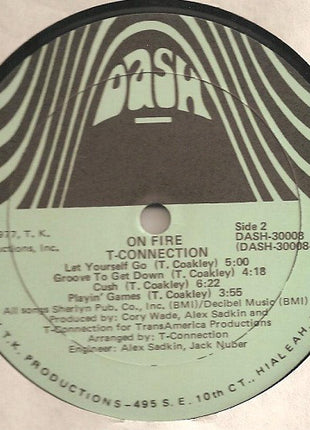 DASH
977, T. K.
ctions, Inc.
ON FIRE
T-CONNECTION
Side 2
DASH-30008
(DASH-30008-
Let Yourself Go (T. Coakley) 5:00
Groove To Get Down (T. Coakley) 4:18
Cush (T. Coakley) 6:22
Playin' Games (T. Coakley) 3:55
All songs Sherlyn Pub. Co., Inc. (BMI)/Decibel Music (BMI)
Produced by: Cory Wade, Alex Sadkin and
T-Connection for TransAmerica Productions
Arranged by: T-Connection
Engineer: Alex Sadkin, Jack Nuber
T.K. PRODUCTIONS-495 S.E. 10th CT., HIALEAH,